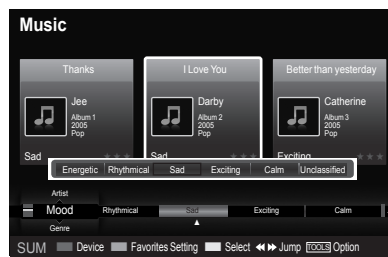 Music
Thanks I Love You Better than yesterday
Jee Darby Catherine
Album 1 Album 2 Album 3
2005 2005 2005
Pop Pop Pop
Sad Sad Exciting
Energetic Rhythmical Sad Exciting Calm Unclassified
Artist
Mood Rhythmical Sad Exciting Calm
Genre
SUM Device Favorites Setting Select Jump TOOLS Option